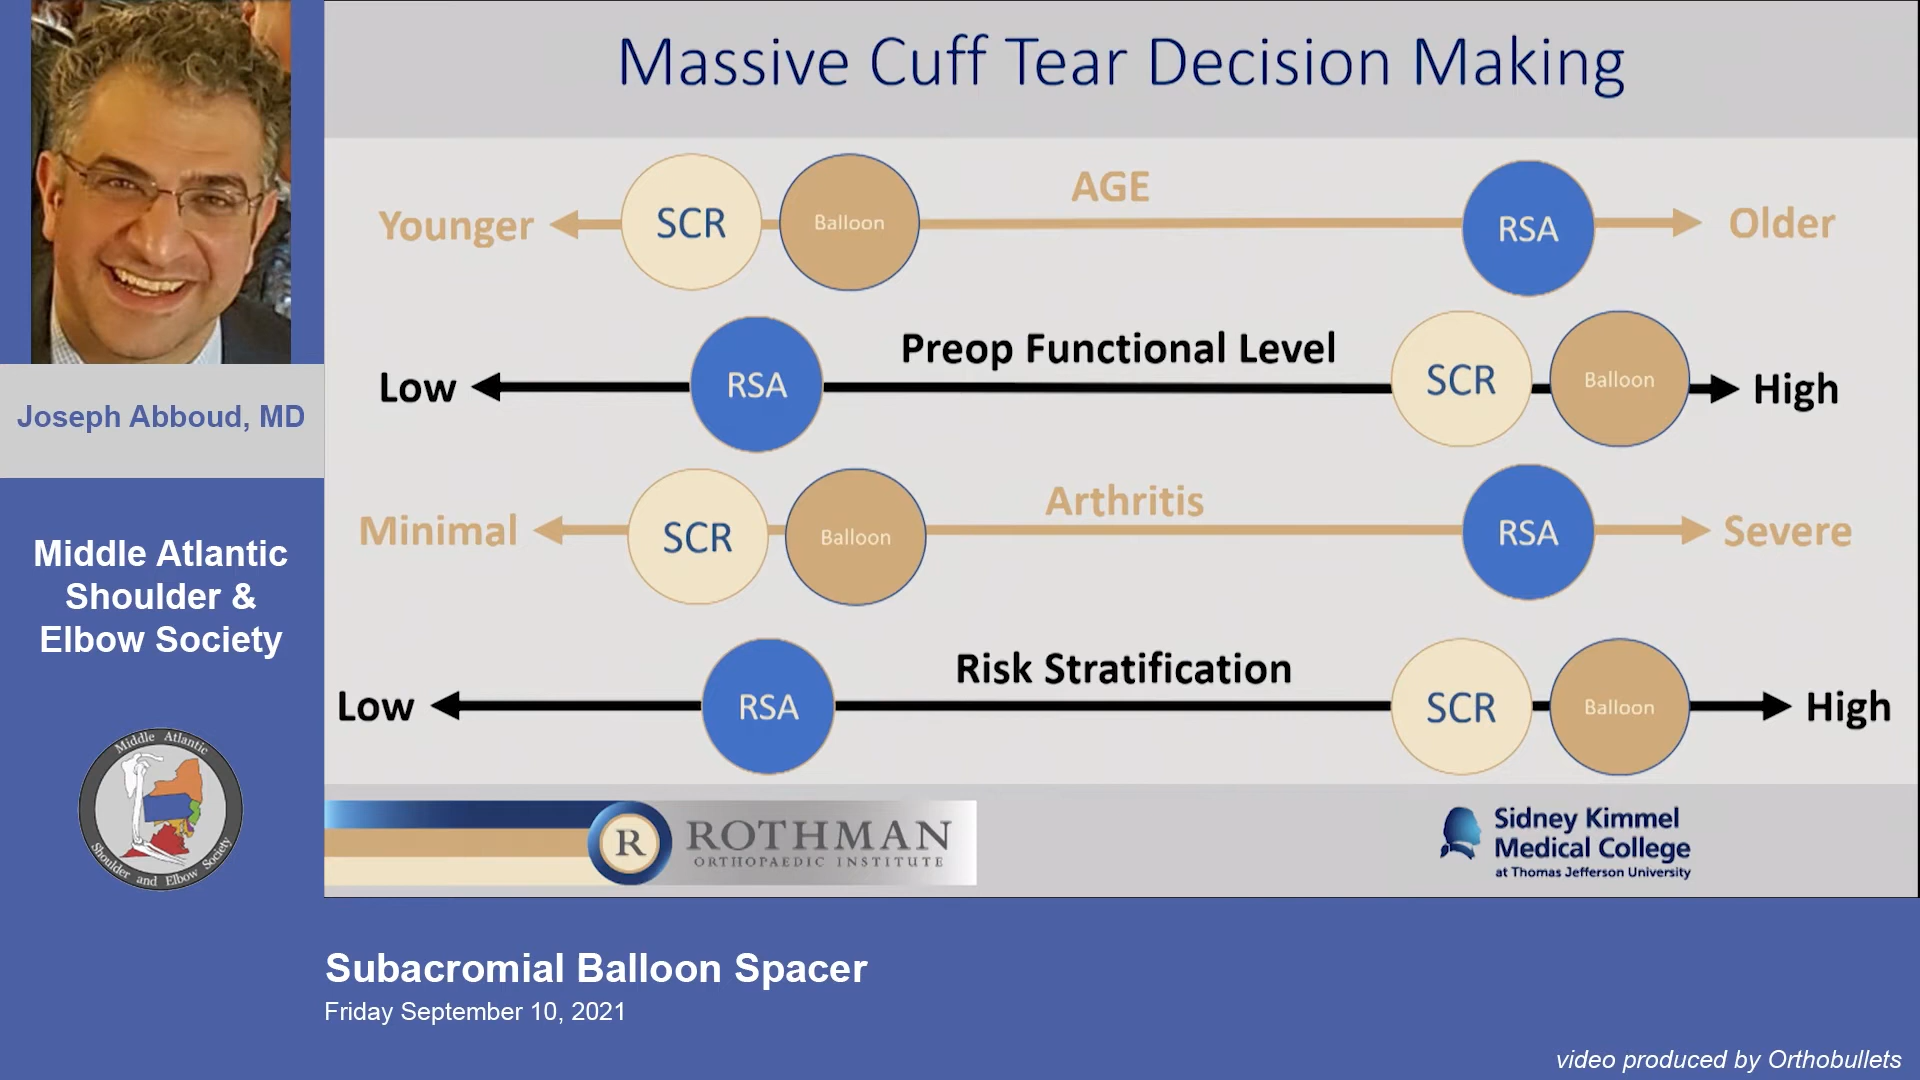 Massive Cuff Tear Decision Making
AGE
Younger
SCR
Balloon
RSA
Older
Preop Functional Level
Low
RSA
SCR
Balloon
High
Arthritis
Minimal
SCR
Balloon
RSA
Severe
Risk Stratification
Low
RSA
SCR
Balloon
High
R
ROTHMAN
ORTHOPAEDIC INSTITUTE
Sidney Kimmel
Medical College
at Thomas Jefferson University
Joseph Abboud, MD
Middle Atlantic
Shoulder &
Elbow Society
Middle Atlantic
Shoulder and Elbow Society
Subacromial Balloon Spacer
Friday September 10, 2021
video produced by Orthobullets